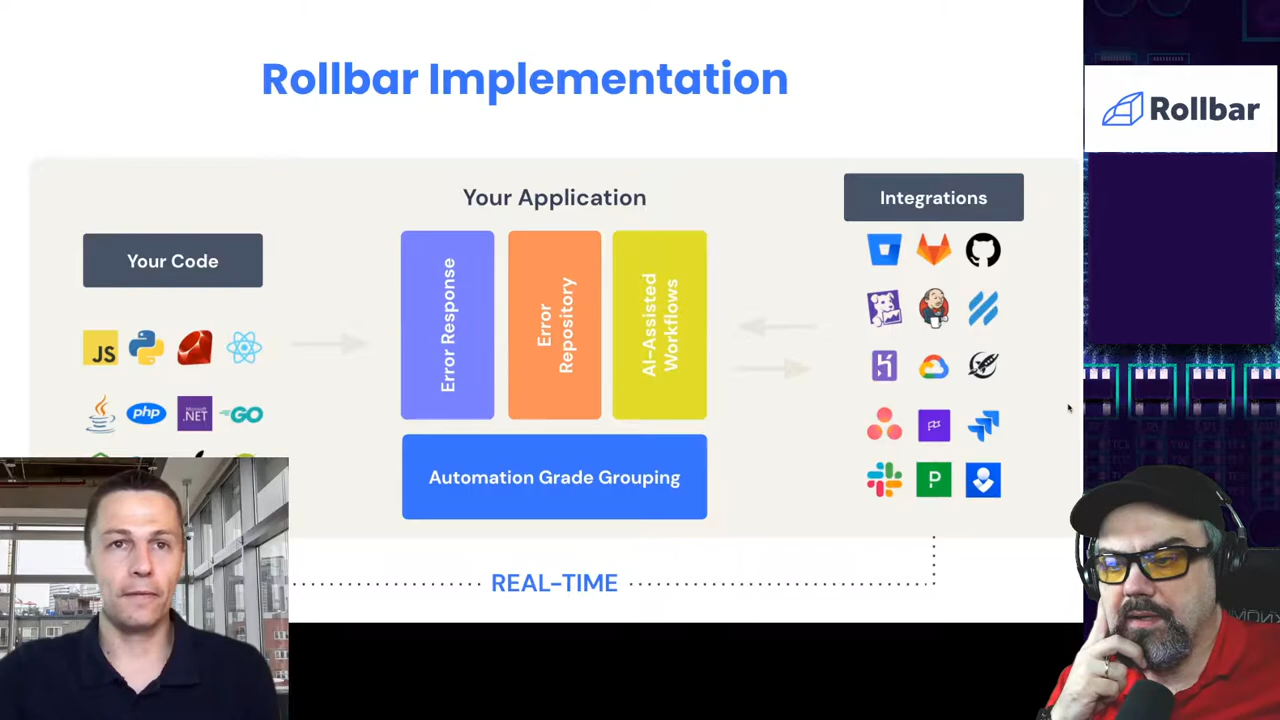 Rollbar Implementation
Rollbar
Your Application
Integrations
Your Code
Error Response
Error
Repository
AI-Assisted
Workflows
JS
php
Microsoft
.NET
GO
Automation Grade Grouping
P
REAL-TIME